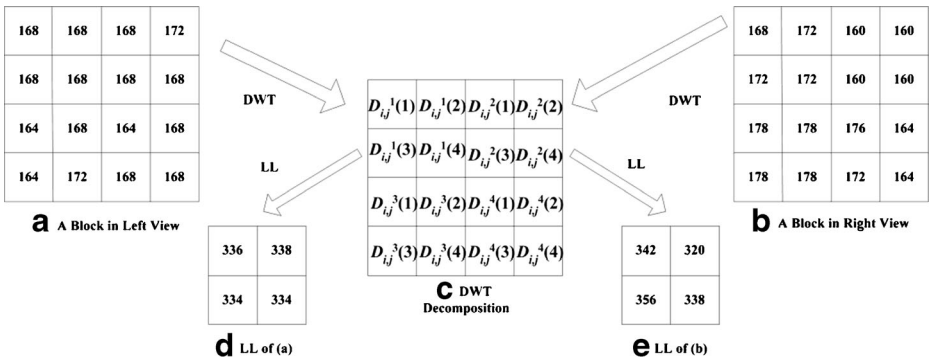 168 168 168 172
168 168 168 168
164 168 164 168
164 172 168 168
a A Block in Left View
DWT
LL
D_{i,j}^1(1) D_{i,j}^1(2) D_{i,j}^2(1) D_{i,j}^2(2)
D_{i,j}^1(3) D_{i,j}^1(4) D_{i,j}^2(3) D_{i,j}^2(4)
D_{i,j}^3(1) D_{i,j}^3(2) D_{i,j}^4(1) D_{i,j}^4(2)
D_{i,j}^3(3) D_{i,j}^3(4) D_{i,j}^4(3) D_{i,j}^4(4)
c DWT
Decomposition
DWT
LL
168 172 160 160
172 172 160 160
178 178 176 164
178 178 172 164
b A Block in Right View
336 338
334 334
d LL of (a)
342 320
356 338
e LL of (b)